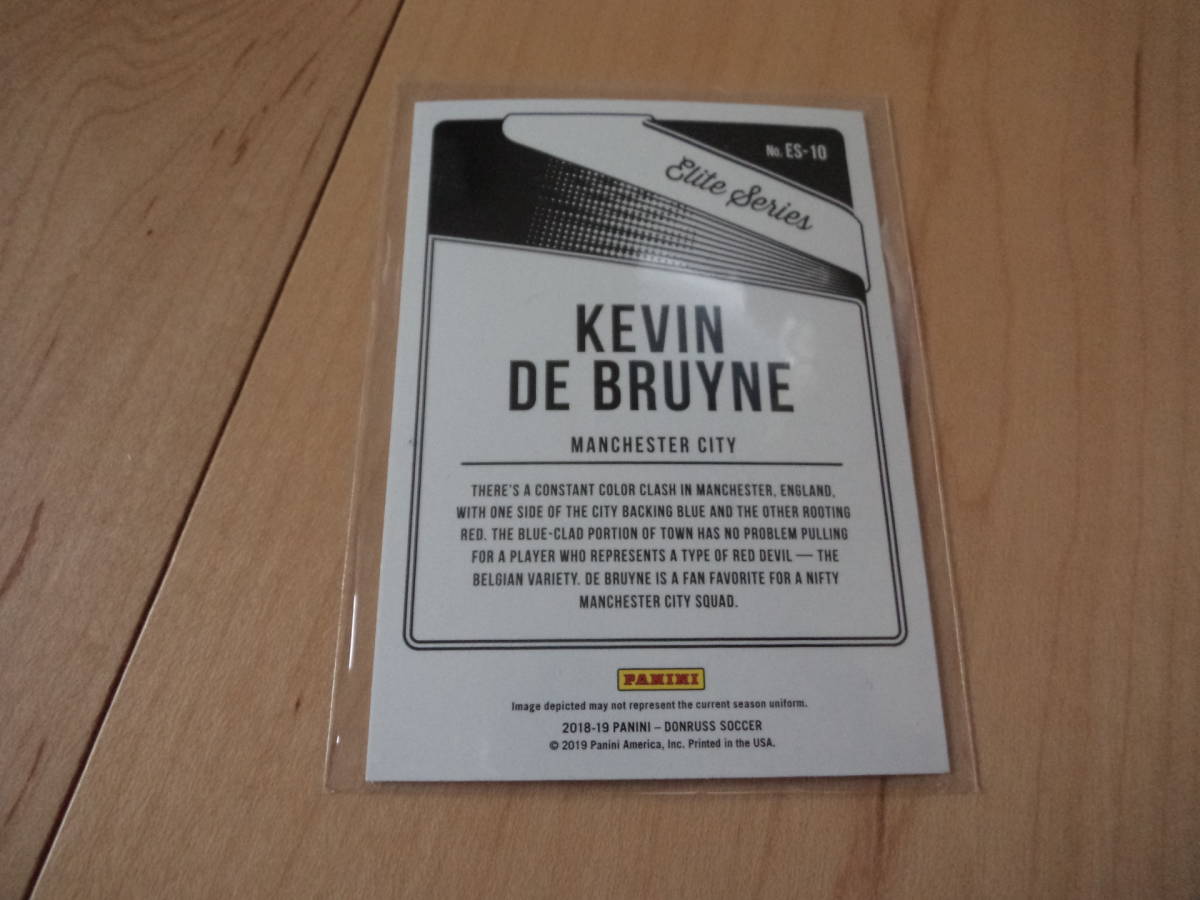 No. ES-10
Elite Series
KEVIN
DE BRUYNE
MANCHESTER CITY
THERE'S A CONSTANT COLOR CLASH IN MANCHESTER, ENGLAND,
WITH ONE SIDE OF THE CITY BACKING BLUE AND THE OTHER ROOTING
RED. THE BLUE-CLAD PORTION OF TOWN HAS NO PROBLEM PULLING
FOR A PLAYER WHO REPRESENTS A TYPE OF RED DEVIL — THE
BELGIAN VARIETY. DE BRUYNE IS A FAN FAVORITE FOR A NIFTY
MANCHESTER CITY SQUAD.
PANINI
Image depicted may not represent the current season uniform.
2018-19 PANINI – DONRUSS SOCCER
© 2019 Panini America, Inc. Printed in the USA.